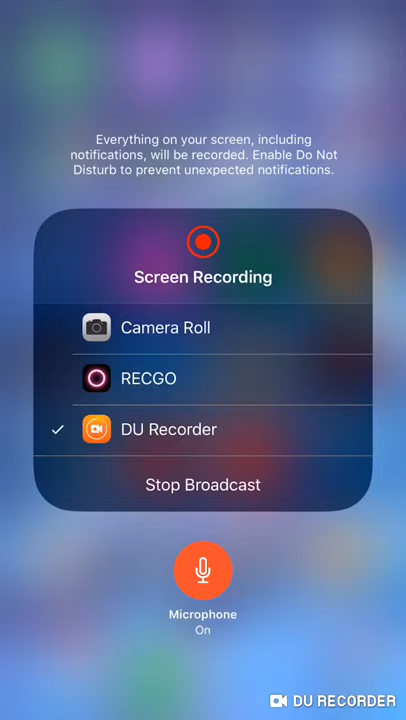 Everything on your screen, including
notifications, will be recorded. Enable Do Not
Disturb to prevent unexpected notifications.
Screen Recording
Camera Roll
RECGO
DU Recorder
Stop Broadcast
Microphone
On
DU RECORDER